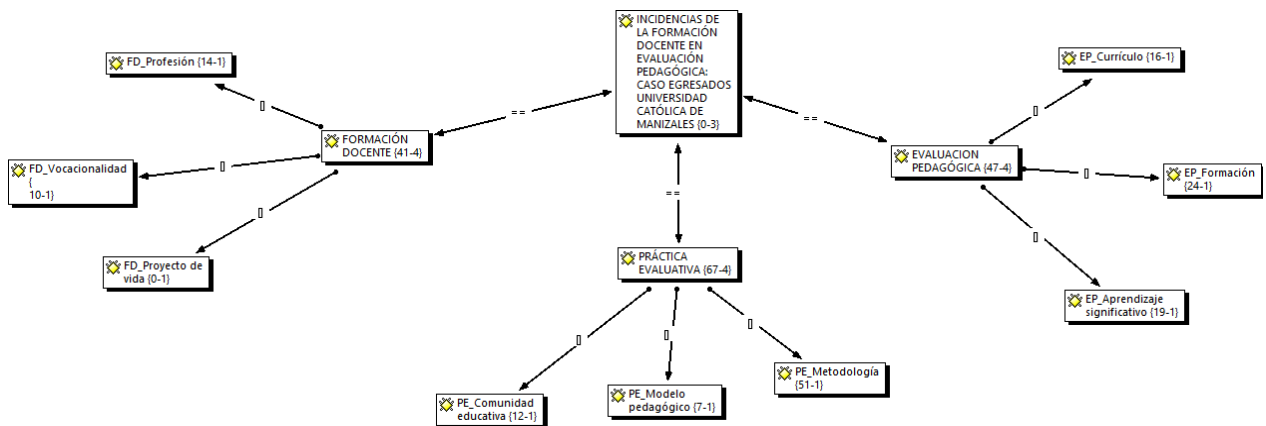 INCIDENCIAS DE
LA FORMACIÓN
DOCENTE EN
EVALUACIÓN
PEDAGÓGICA:
CASO EGRESADOS
UNIVERSIDAD
CATÓLICA DE
MANIZALES {0-3}
FD_Profesión {14-1}
[]
==
FORMACIÓN
DOCENTE {41-4}
FD_Vocacionalidad
{
10-1}
[]
[]
FD_Proyecto de
vida {0-1}
==
PRÁCTICA
EVALUATIVA {67-4}
[]
[]
[]
PE_Comunidad
educativa {12-1}
PE_Modelo
pedagógico {7-1}
PE_Metodología
{51-1}
==
EVALUACION
PEDAGÓGICA {47-4}
[]
EP_Currículo {16-1}
[]
EP_Formación
{24-1}
[]
EP_Aprendizaje
significativo {19-1}